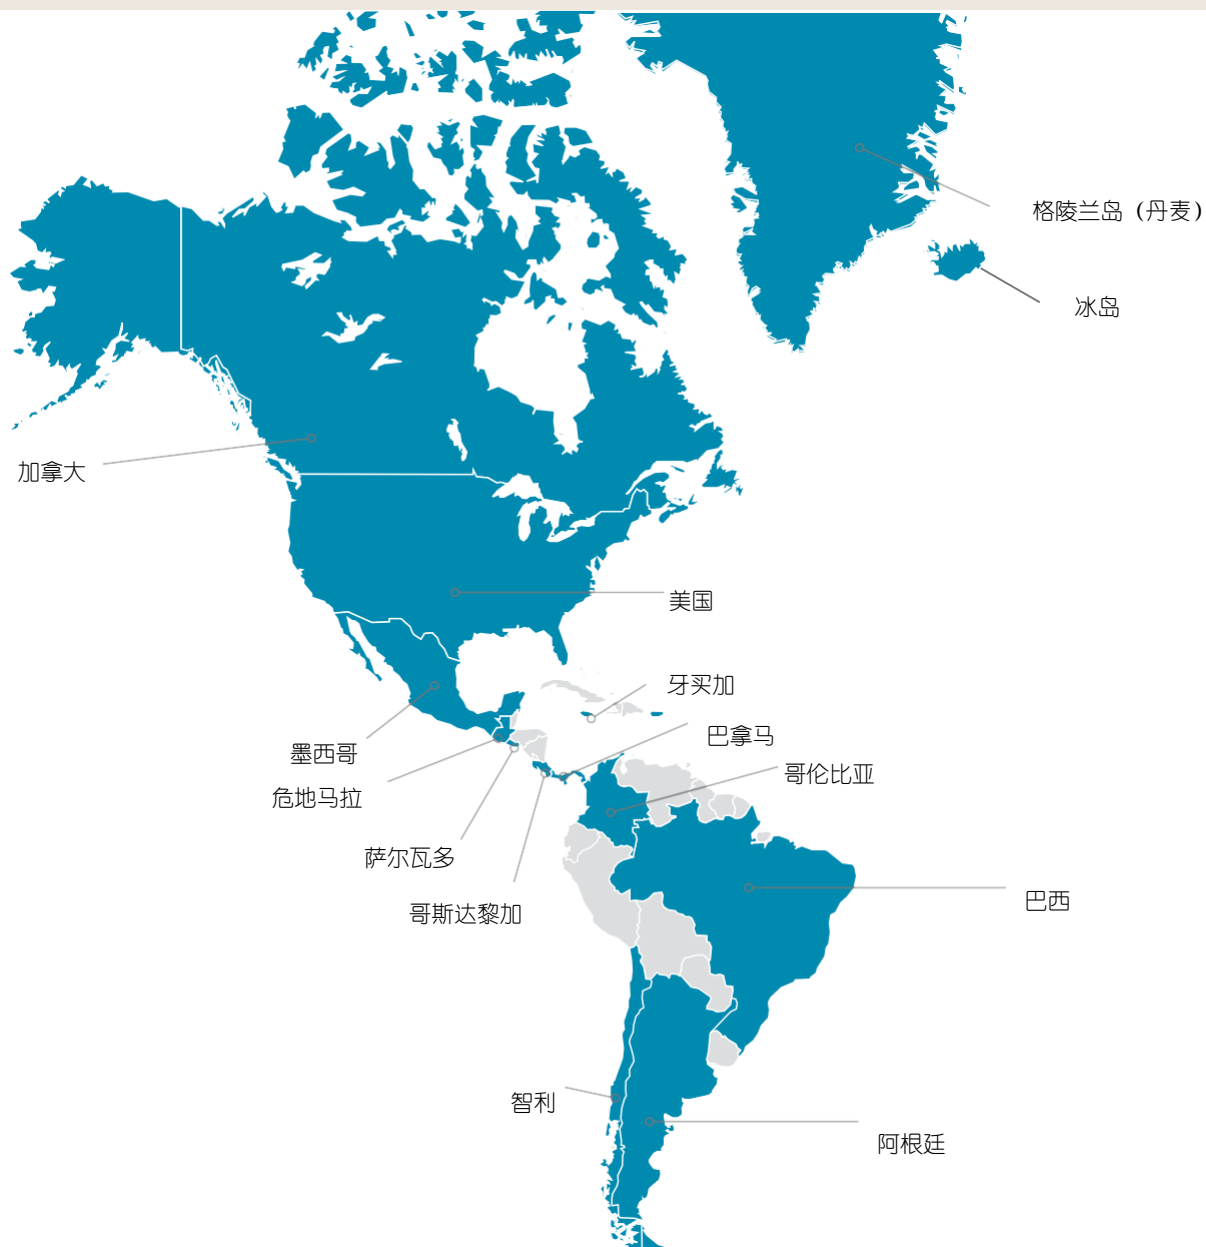 格陵兰岛（丹麦）
冰岛
加拿大
美国
牙买加
巴拿马
墨西哥
哥伦比亚
危地马拉
萨尔瓦多
巴西
哥斯达黎加
智利
阿根廷